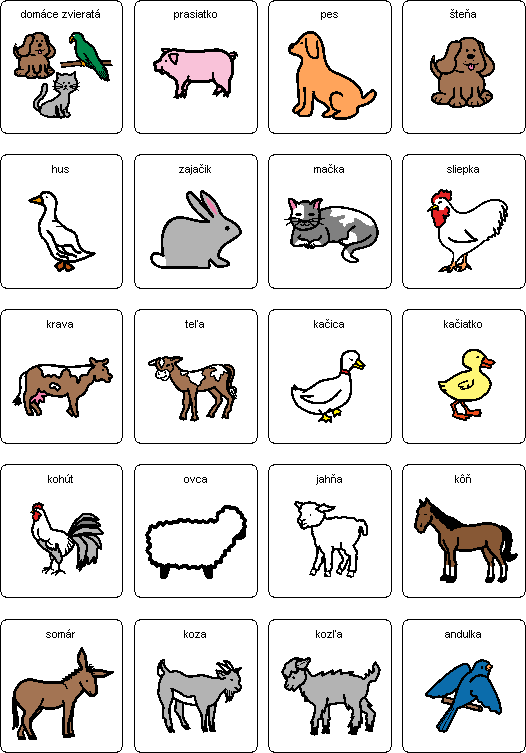 domáce zvieratá
prasiatko
pes
šteňa
hus
zajačik
mačka
sliepka
krava
teľa
kačica
kačiatko
kohút
ovca
jahňa
kôň
somár
koza
kozľa
andulka